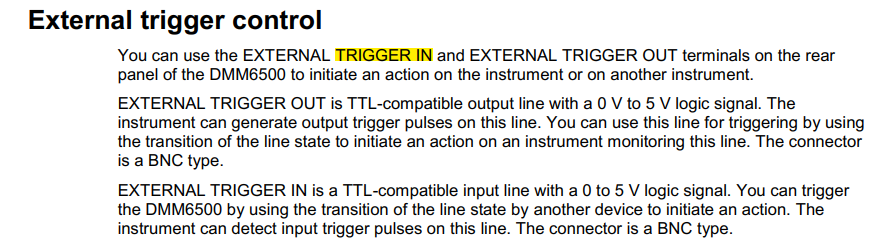 External trigger control
You can use the EXTERNAL TRIGGER IN and EXTERNAL TRIGGER OUT terminals on the rear
panel of the DMM6500 to initiate an action on the instrument or on another instrument.
EXTERNAL TRIGGER OUT is TTL-compatible output line with a 0 V to 5 V logic signal. The
instrument can generate output trigger pulses on this line. You can use this line for triggering by using
the transition of the line state to initiate an action on an instrument monitoring this line. The connector
is a BNC type.
EXTERNAL TRIGGER IN is a TTL-compatible input line with a 0 to 5 V logic signal. You can trigger
the DMM6500 by using the transition of the line state by another device to initiate an action. The
instrument can detect input trigger pulses on this line. The connector is a BNC type.